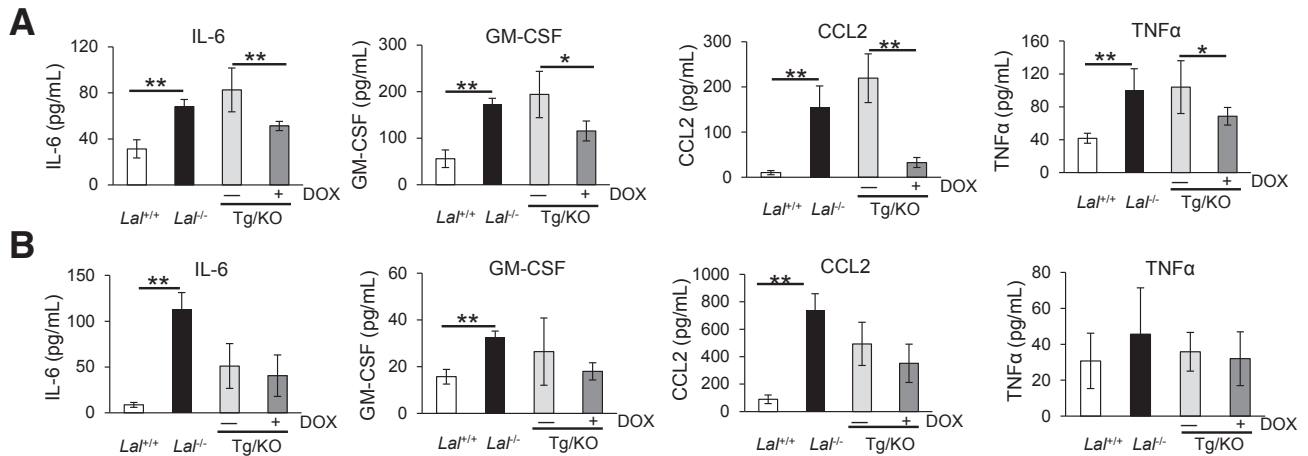 A
IL-6
IL-6 (pg/mL)
120
80
40
0
**
**
— + DOX
Lal+/+ Lal-/- Tg/KO
GM-CSF
GM-CSF (pg/mL)
300
200
100
0
**
*
— + DOX
Lal+/+ Lal-/- Tg/KO
CCL2
CCL2 (pg/mL)
300
200
100
0
**
**
— + DOX
Lal+/+ Lal-/- Tg/KO
TNFα
TNFα (pg/mL)
160
120
80
40
0
**
*
— + DOX
Lal+/+ Lal-/- Tg/KO
B
IL-6
IL-6 (pg/mL)
150
100
50
0
**
— + DOX
Lal+/+ Lal-/- Tg/KO
GM-CSF
GM-CSF (pg/mL)
60
40
20
0
**
— + DOX
Lal+/+ Lal-/- Tg/KO
CCL2
CCL2 (pg/mL)
1000
800
600
400
200
0
**
— + DOX
Lal+/+ Lal-/- Tg/KO
TNFα
TNFα (pg/mL)
80
60
40
20
0
— + DOX
Lal+/+ Lal-/- Tg/KO